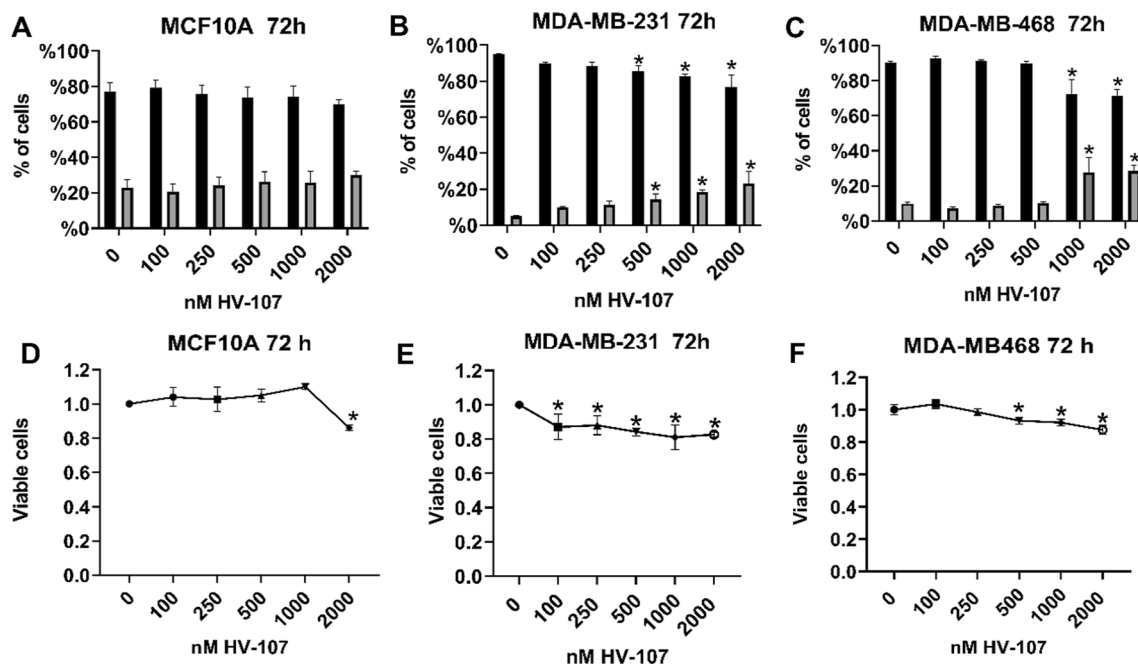 A
MCF10A 72h
% of cells
%100
%80
%60
%40
%20
%0
0
100
250
500
1000
2000
nM HV-107
B
MDA-MB-231 72h
% of cells
%100
%80
%60
%40
%20
%0
* * *
* * *
0
100
250
500
1000
2000
nM HV-107
C
MDA-MB-468 72h
% of cells
%100
%80
%60
%40
%20
%0
* *
* *
0
100
250
500
1000
2000
nM HV-107
D
MCF10A 72 h
Viable cells
1.2
1.0
0.8
0.6
0.4
0.2
0.0
*
0
100
250
500
1000
2000
nM HV-107
E
MDA-MB-231 72h
Viable cells
1.2
1.0
0.8
0.6
0.4
0.2
0.0
* * * * *
0
100
250
500
1000
2000
nM HV-107
F
MDA-MB468 72 h
Viable cells
1.2
1.0
0.8
0.6
0.4
0.2
0.0
* * *
0
100
250
500
1000
2000
nM HV-107